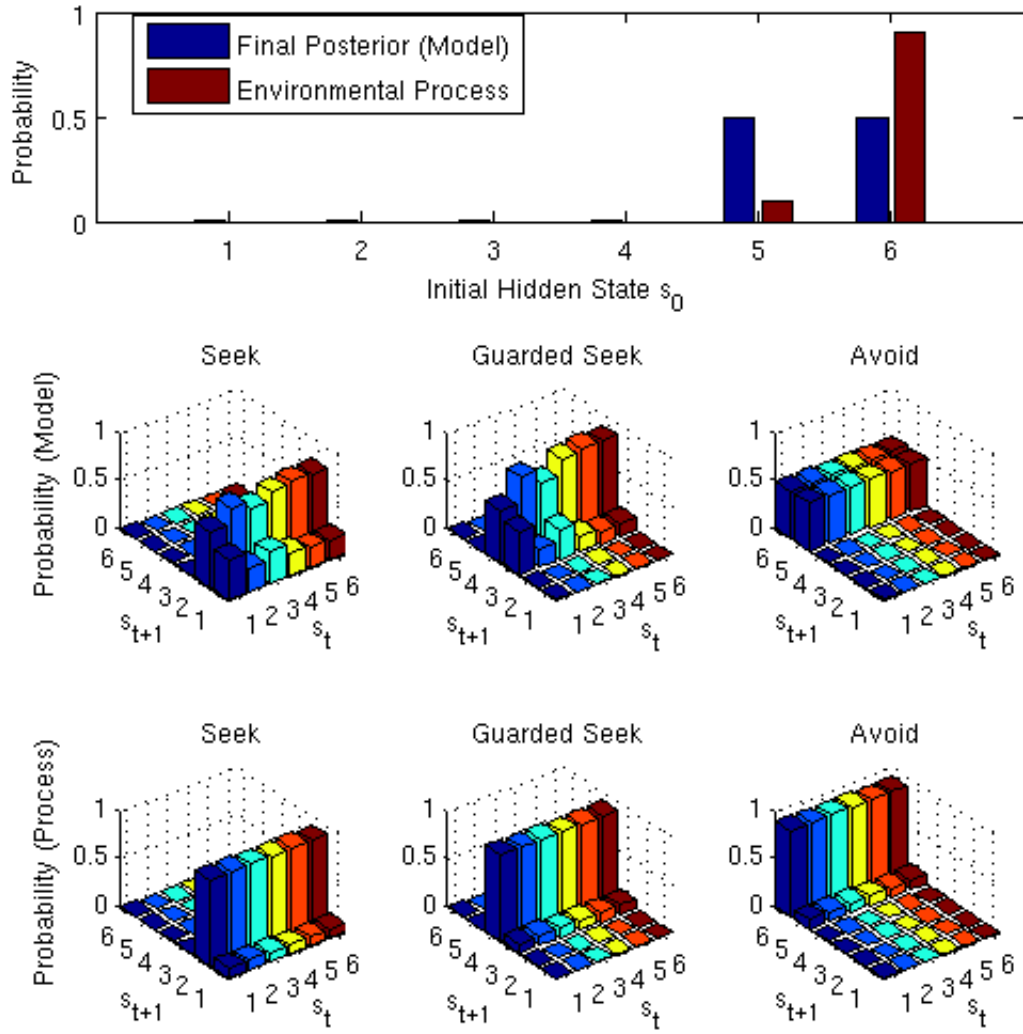 1
0.5
0
Probability
Final Posterior (Model)
Environmental Process
1 2 3 4 5 6
Initial Hidden State s0
Seek
Guarded Seek
Avoid
Probability (Model)
1
0.5
0
6 5 4 3 2 1
st+1
1 2 3 4 5 6
st
1
0.5
0
6 5 4 3 2 1
st+1
1 2 3 4 5 6
st
1
0.5
0
6 5 4 3 2 1
st+1
1 2 3 4 5 6
st
Seek
Guarded Seek
Avoid
Probability (Process)
1
0.5
0
6 5 4 3 2 1
st+1
1 2 3 4 5 6
st
1
0.5
0
6 5 4 3 2 1
st+1
1 2 3 4 5 6
st
1
0.5
0
6 5 4 3 2 1
st+1
1 2 3 4 5 6
st